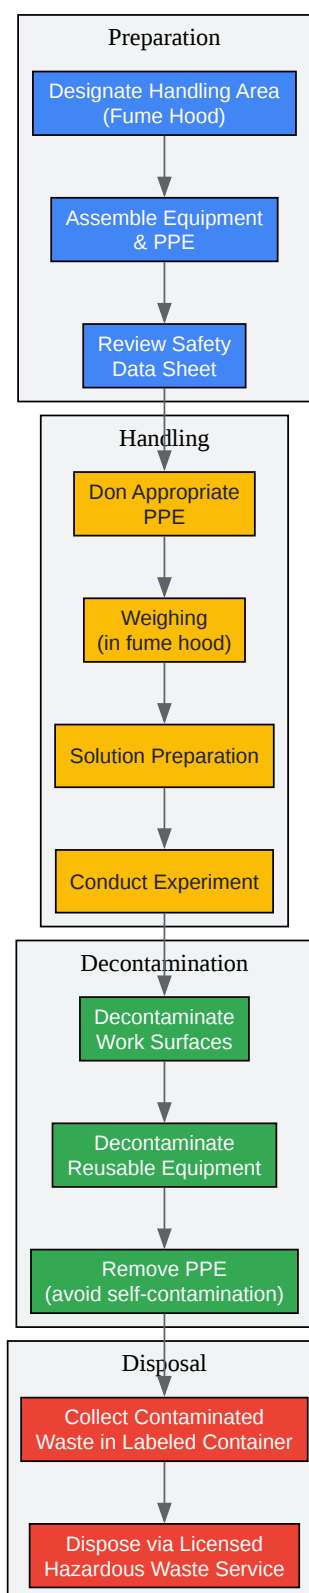 Preparation
Designate Handling Area
(Fume Hood)
Assemble Equipment
& PPE
Review Safety
Data Sheet
Handling
Don Appropriate
PPE
Weighing
(in fume hood)
Solution Preparation
Conduct Experiment
Decontamination
Decontaminate
Work Surfaces
Decontaminate
Reusable Equipment
Remove PPE
(avoid self-contamination)
Disposal
Collect Contaminated
Waste in Labeled Container
Dispose via Licensed
Hazardous Waste Service